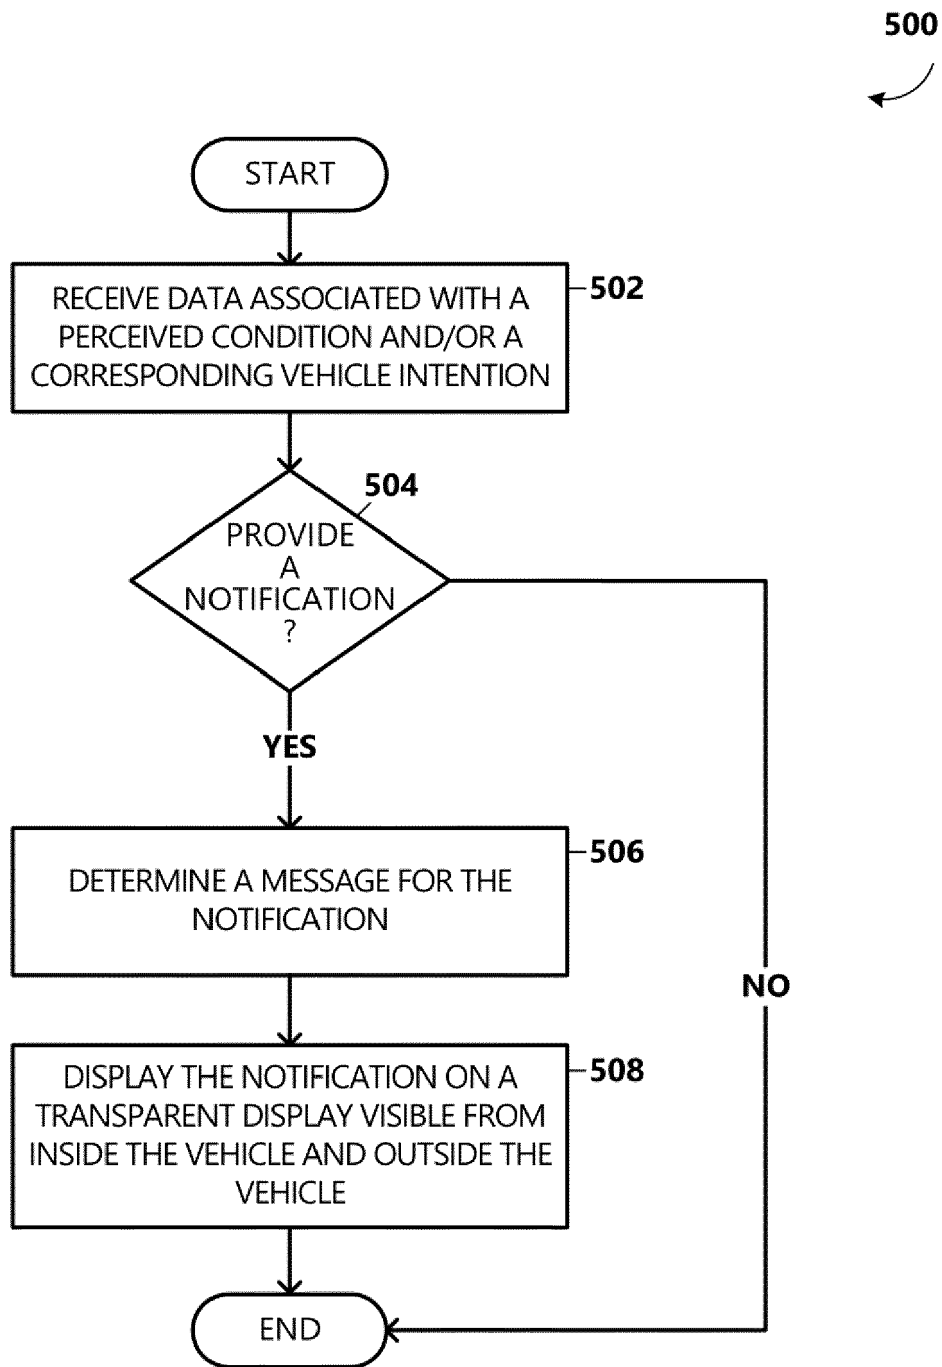 500
START
RECEIVE DATA ASSOCIATED WITH A
PERCEIVED CONDITION AND/OR A
CORRESPONDING VEHICLE INTENTION
502
504
PROVIDE
A
NOTIFICATION
?
YES
DETERMINE A MESSAGE FOR THE
NOTIFICATION
506
NO
DISPLAY THE NOTIFICATION ON A
TRANSPARENT DISPLAY VISIBLE FROM
INSIDE THE VEHICLE AND OUTSIDE THE
VEHICLE
508
END